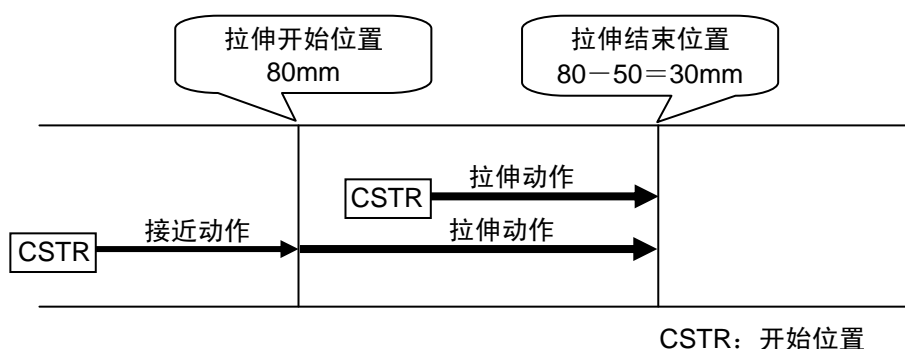 拉伸开始位置
80mm
拉伸结束位置
80－50＝30mm
CSTR
拉伸动作
CSTR
接近动作
拉伸动作
CSTR：开始位置